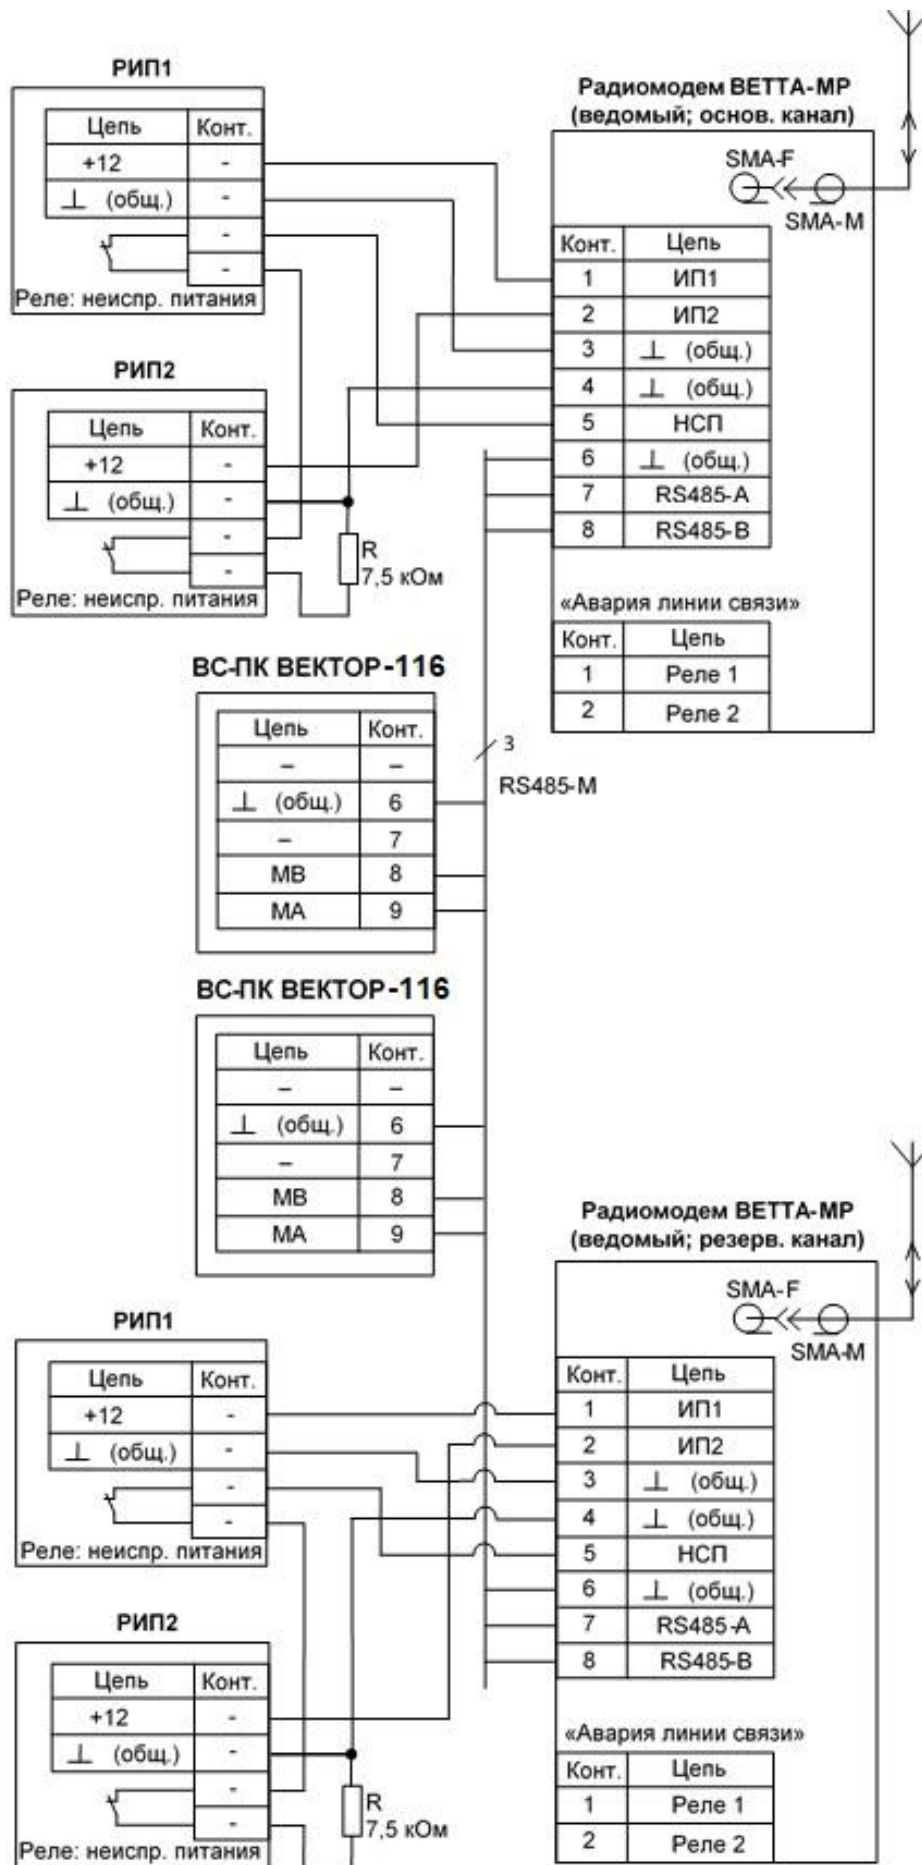 РИП1
Цепь Конт.
+12 -
⊥ (общ.) -
-
-
Реле: неиспр. питания
Радиомодем ВЕТТА-МР
(ведомый; основ. канал)
SMA-F
SMA-M
Конт. Цепь
1 ИП1
2 ИП2
3 ⊥ (общ.)
4 ⊥ (общ.)
5 НСП
6 ⊥ (общ.)
7 RS485-A
8 RS485-B
«Авария линии связи»
Конт. Цепь
1 Реле 1
2 Реле 2
РИП2
Цепь Конт.
+12 -
⊥ (общ.) -
-
-
Реле: неиспр. питания
R
7,5 кОм
ВС-ПК ВЕКТОР-116
Цепь Конт.
– –
⊥ (общ.) 6
– 7
МВ 8
МА 9
3
RS485-M
ВС-ПК ВЕКТОР-116
Цепь Конт.
– –
⊥ (общ.) 6
– 7
МВ 8
МА 9
Радиомодем ВЕТТА-МР
(ведомый; резерв. канал)
SMA-F
SMA-M
Конт. Цепь
1 ИП1
2 ИП2
3 ⊥ (общ.)
4 ⊥ (общ.)
5 НСП
6 ⊥ (общ.)
7 RS485-A
8 RS485-B
«Авария линии связи»
Конт. Цепь
1 Реле 1
2 Реле 2
РИП1
Цепь Конт.
+12 -
⊥ (общ.) -
-
-
Реле: неиспр. питания
РИП2
Цепь Конт.
+12 -
⊥ (общ.) -
-
-
Реле: неиспр. питания
R
7,5 кОм